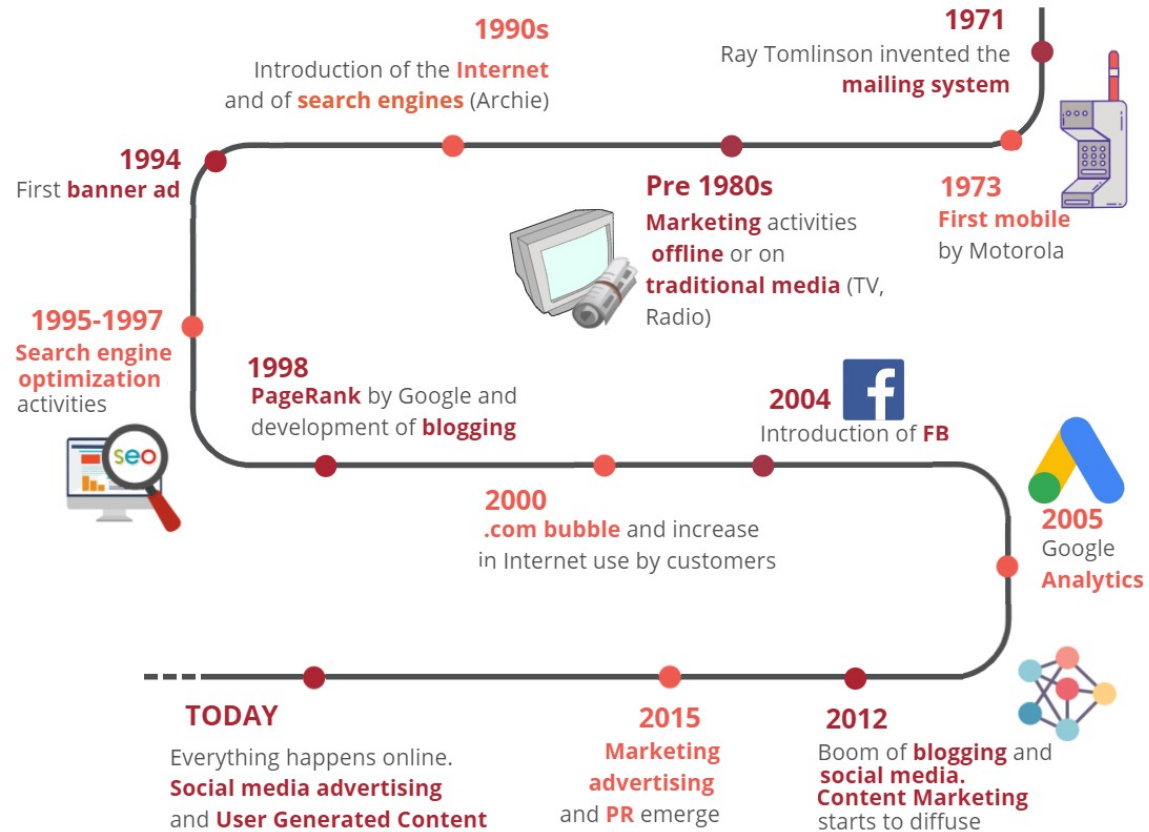 1971
Ray Tomlinson invented the
mailing system
1973
First mobile
by Motorola
Pre 1980s
Marketing activities
offline or on
traditional media (TV,
Radio)
1990s
Introduction of the Internet
and of search engines (Archie)
1994
First banner ad
1995-1997
Search engine
optimization
activities
seo
1998
PageRank by Google and
development of blogging
2000
.com bubble and increase
in Internet use by customers
2004
f
Introduction of FB
2005
Google
Analytics
2012
Boom of blogging and
social media.
Content Marketing
starts to diffuse
2015
Marketing
advertising
and PR emerge
TODAY
Everything happens online.
Social media advertising
and User Generated Content